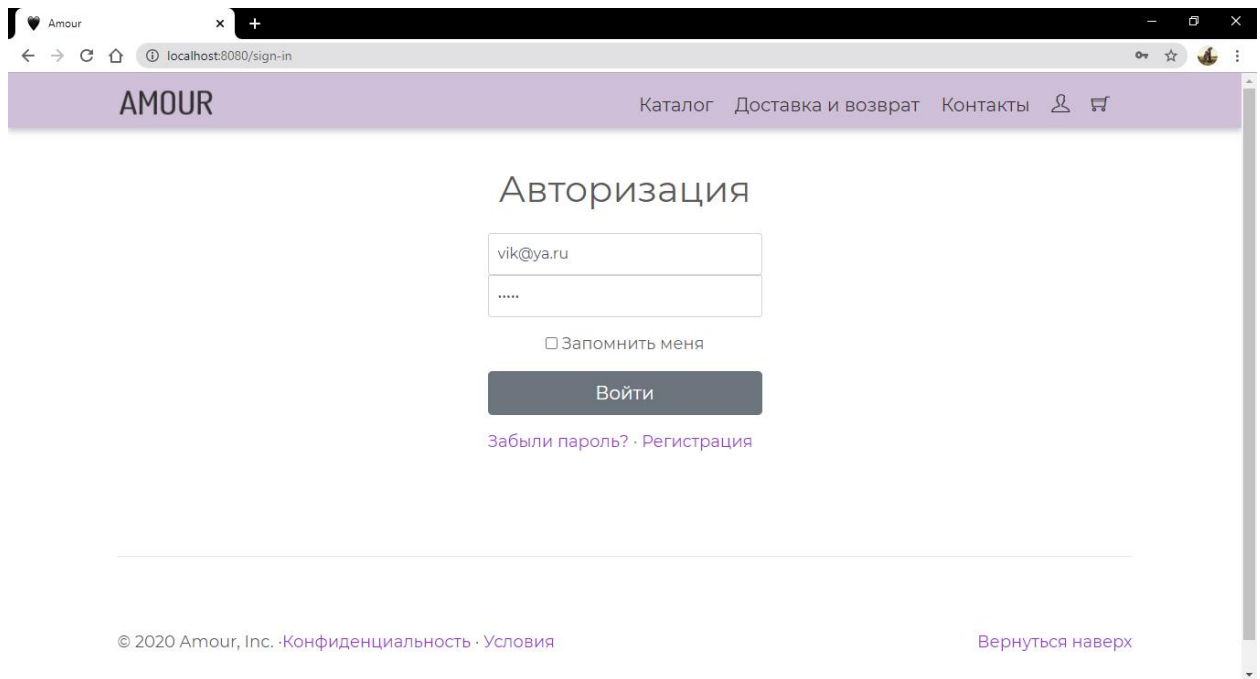 Amour
localhost:8080/sign-in
AMOUR
Каталог Доставка и возврат Контакты
Авторизация
vik@ya.ru
•••••
Запомнить меня
Войти
Забыли пароль? · Регистрация
© 2020 Amour, Inc. ·Конфиденциальность · Условия
Вернуться наверх